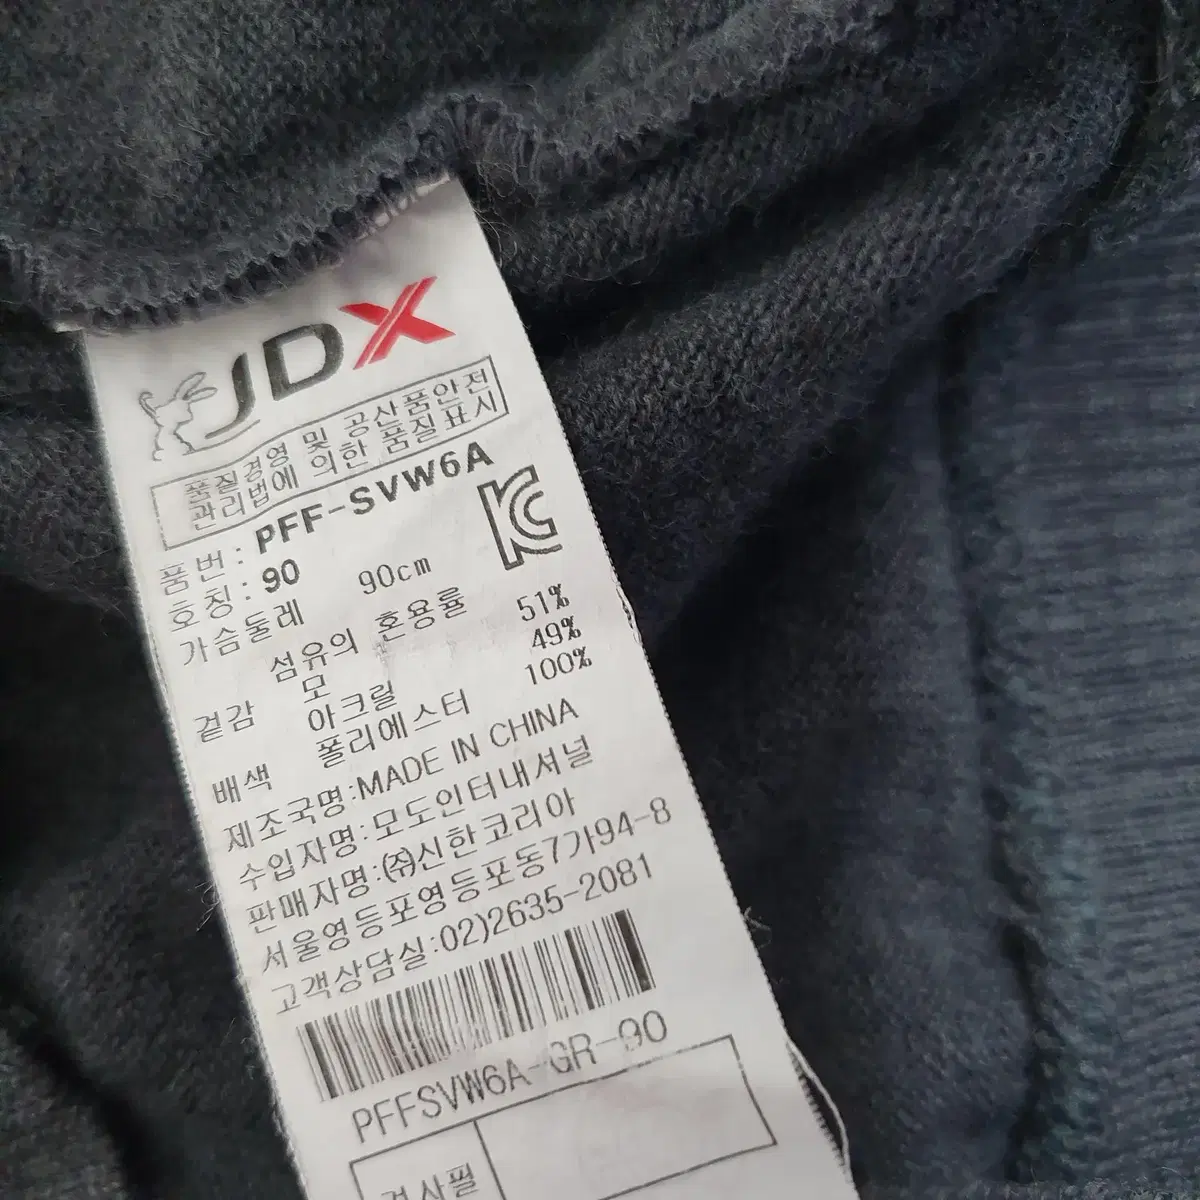 JDX
품질경영 및 공산품안전
관리법에 의한 품질표시
품 번 : PFF-SVW6A
호칭 : 90
가슴둘레 90cm
섬유의 혼용률
겉감 모 51%
아크릴 49%
배색 폴리에스터 100%
제조국명:MADE IN CHINA
수입자명:모도인터내셔널
판매자명:(주)신한코리아
서울영등포영등포동7가94-8
고객상담실:02)2635-2081
PFFSVW6A-GR-90
검사필